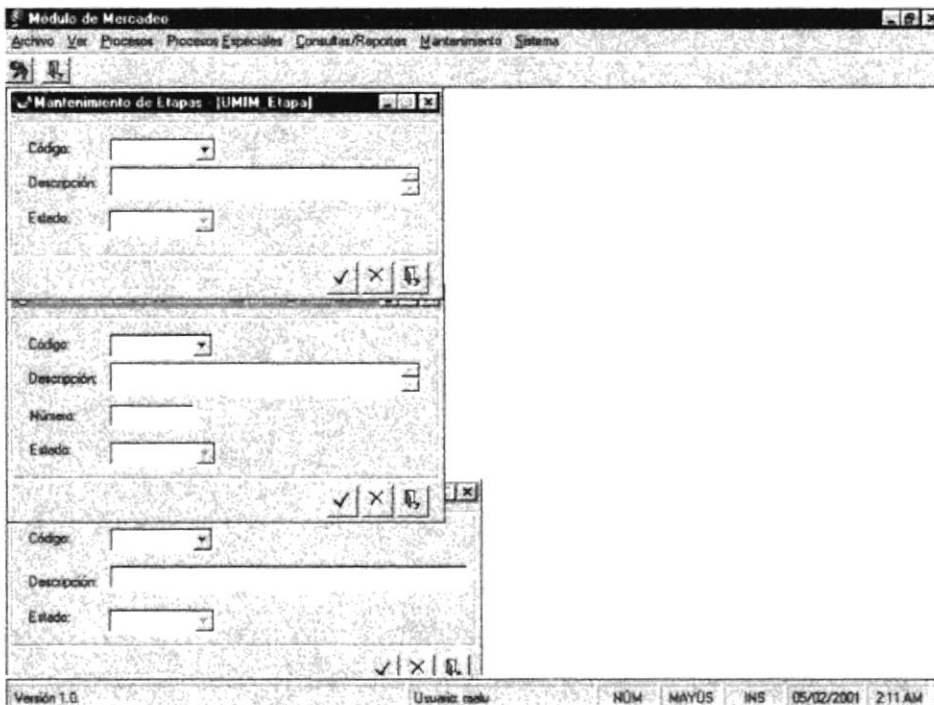 Módulo de Mercadeo
Archivo Ver Procesos Procesos Especiales Consultas/Reportes Mantenimiento Sistema
Mantenimiento de Etapas - [UMIM_Etapa]
Código:
Descripción:
Estado:
Código:
Descripción:
Número:
Estado:
Código:
Descripción:
Estado:
Versión 1.0. Usuario: NÚM MAYÚS INS 05/02/2001 2:11 AM